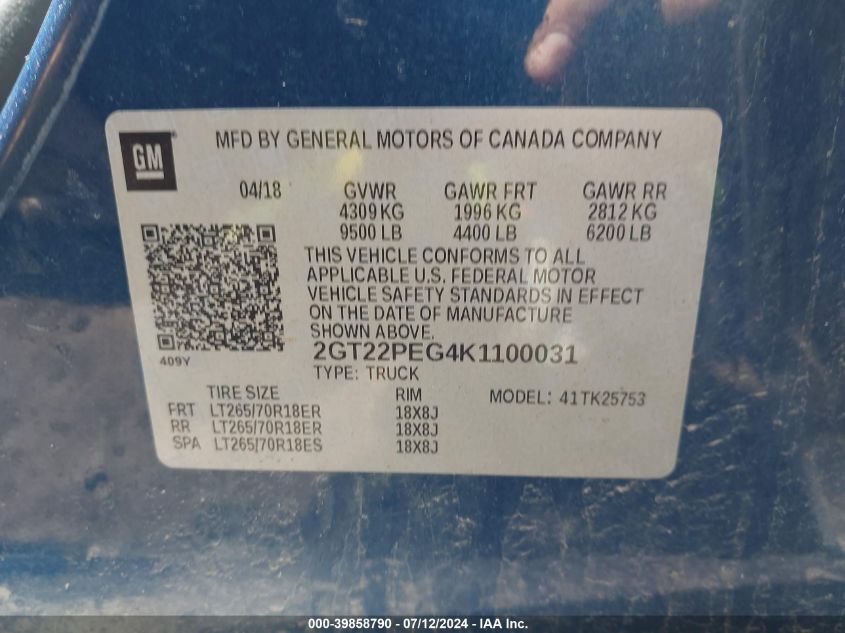 GM
MFD BY GENERAL MOTORS OF CANADA COMPANY
04/18 GVWR GAWR FRT GAWR RR
4309 KG 1996 KG 2812 KG
9500 LB 4400 LB 6200 LB
THIS VEHICLE CONFORMS TO ALL
APPLICABLE U.S. FEDERAL MOTOR
VEHICLE SAFETY STANDARDS IN EFFECT
ON THE DATE OF MANUFACTURE
SHOWN ABOVE.
409Y
2GT22PEG4K1100031
TYPE: TRUCK
TIRE SIZE RIM MODEL: 41TK25753
FRT LT265/70R18ER 18X8J
RR LT265/70R18ER 18X8J
SPA LT265/70R18ES 18X8J
000-39858790 - 07/12/2024 - IAA Inc.